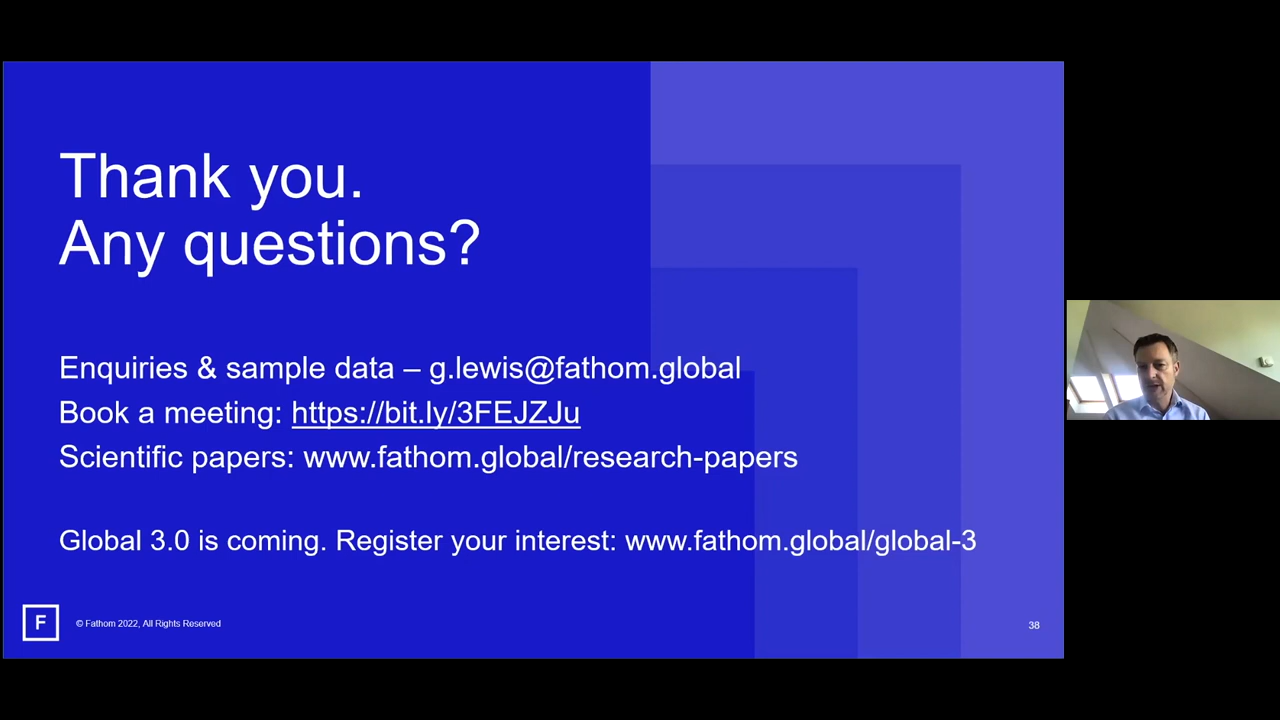 Thank you.
Any questions?
Enquiries & sample data – g.lewis@fathom.global
Book a meeting: https://bit.ly/3FEJZJu
Scientific papers: www.fathom.global/research-papers
Global 3.0 is coming. Register your interest: www.fathom.global/global-3
F
© Fathom 2022, All Rights Reserved
38